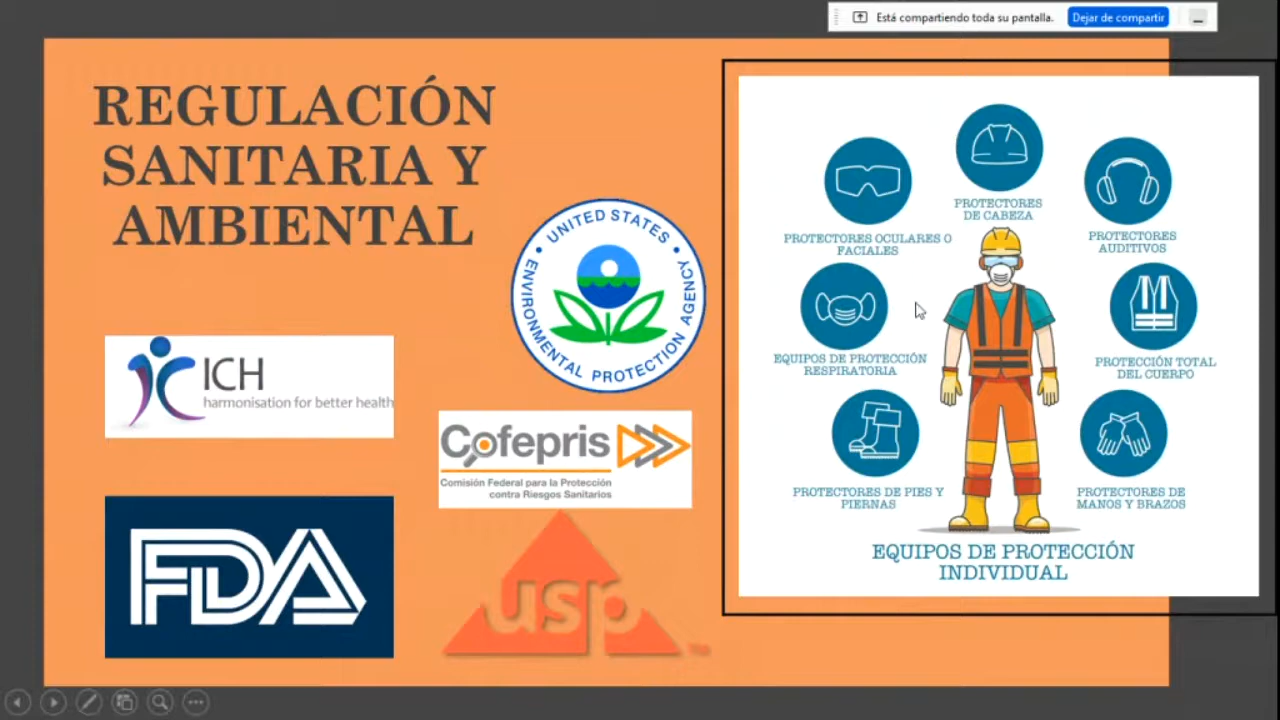 Está compartiendo toda su pantalla.
Dejar de compartir
REGULACIÓN
SANITARIA Y
AMBIENTAL
UNITED STATES
ENVIRONMENTAL PROTECTION AGENCY
ICH
harmonisation for better health
Cofepris
Comisión Federal para la Protección
contra Riesgos Sanitarios
FDA
usp
TM
PROTECTORES
DE CABEZA
PROTECTORES OCULARES O
FACIALES
PROTECTORES
AUDITIVOS
EQUIPOS DE PROTECCIÓN
RESPIRATORIA
PROTECCIÓN TOTAL
DEL CUERPO
PROTECTORES DE PIES Y
PIERNAS
PROTECTORES DE
MANOS Y BRAZOS
EQUIPOS DE PROTECCIÓN
INDIVIDUAL